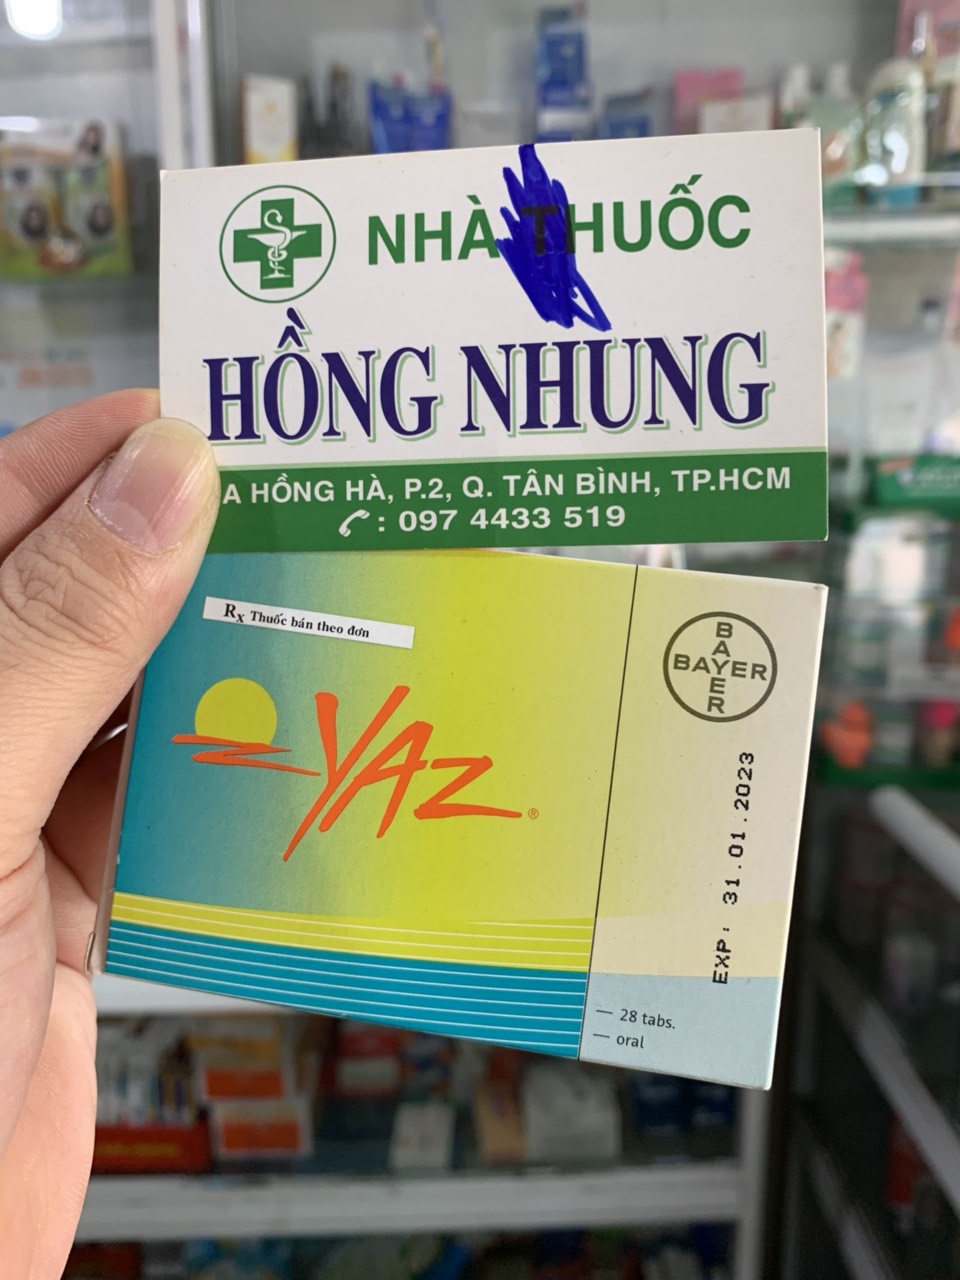 NHÀ THUỐC
HỒNG NHUNG
A HỒNG HÀ, P.2, Q. TÂN BÌNH, TP.HCM
: 097 4433 519
Rx Thuốc bán theo đơn
YAZ®
BAYER
BAYER
EXP: 31.01.2023
— 28 tabs.
— oral